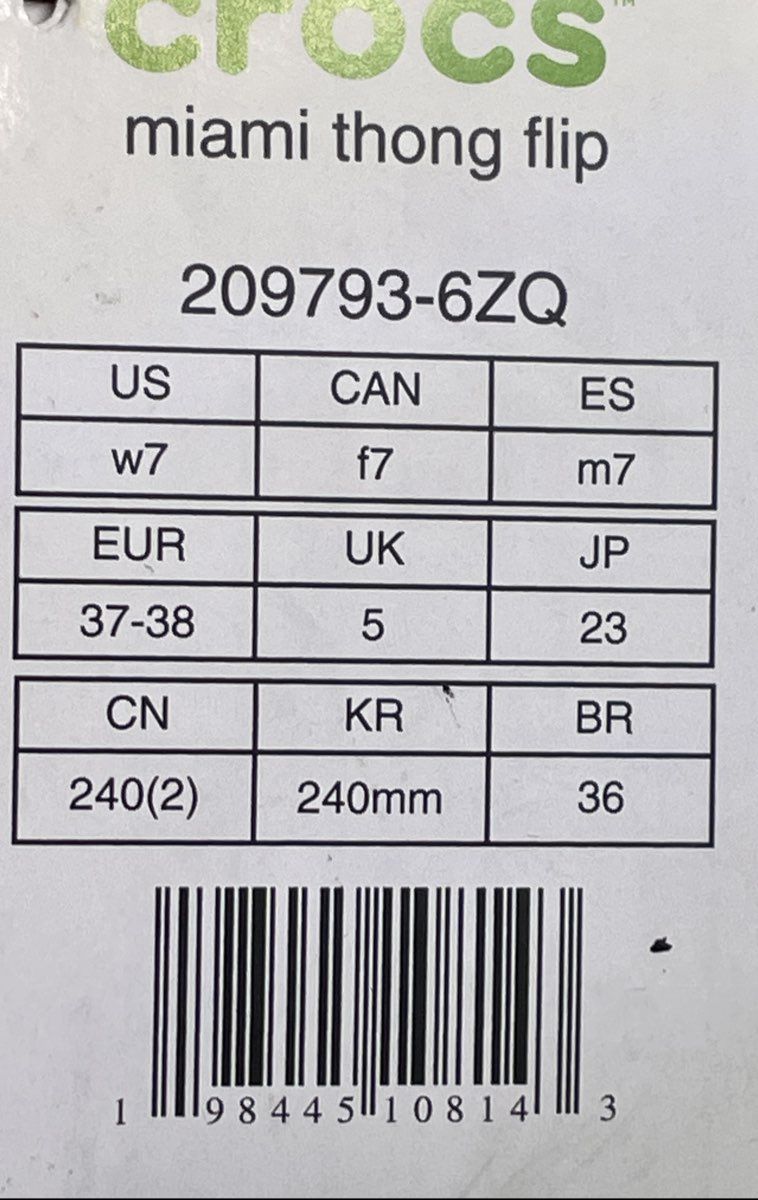 crocs™
miami thong flip
209793-6ZQ
US CAN ES
w7 f7 m7
EUR UK JP
37-38 5 23
CN KR BR
240(2) 240mm 36
1 98445 10814 3